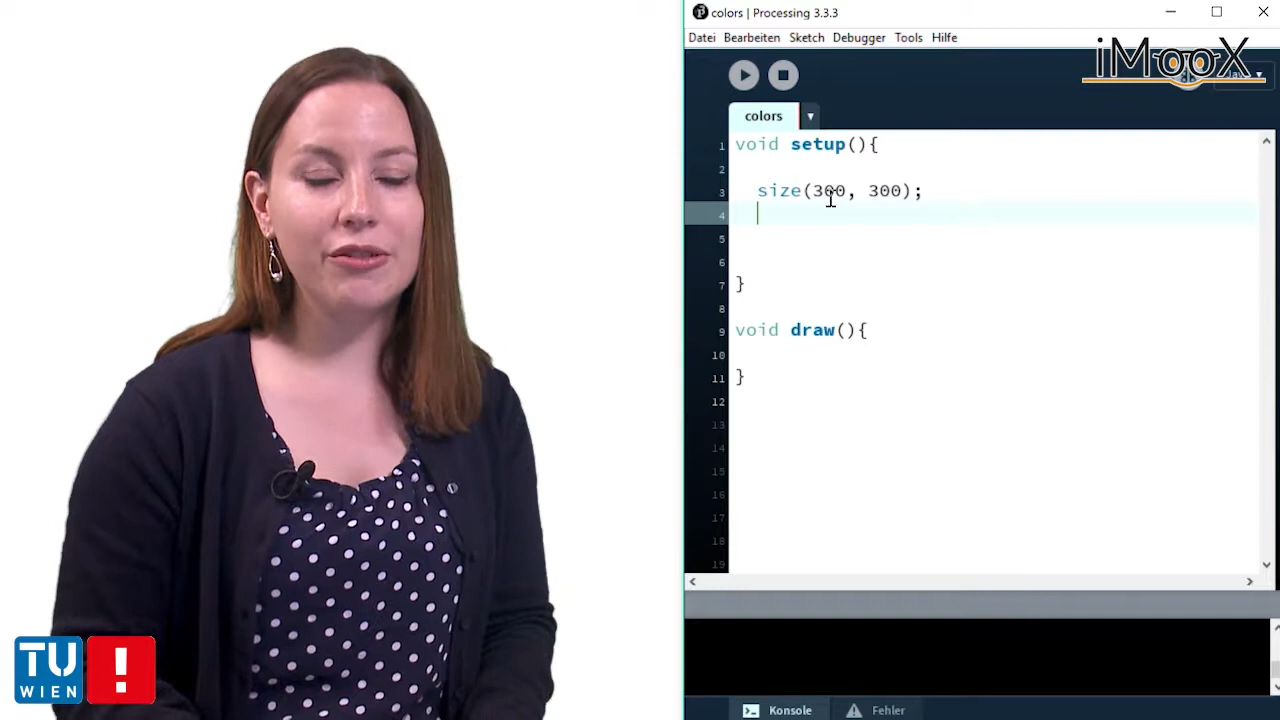 colors | Processing 3.3.3
Datei Bearbeiten Sketch Debugger Tools Hilfe
iMooX
colors
1 void setup(){
2
3 size(300, 300);
4
5
6
7 }
8
9 void draw(){
10
11 }
12
13
14
15
16
17
18
19
TU
WIEN
!
Konsole Fehler